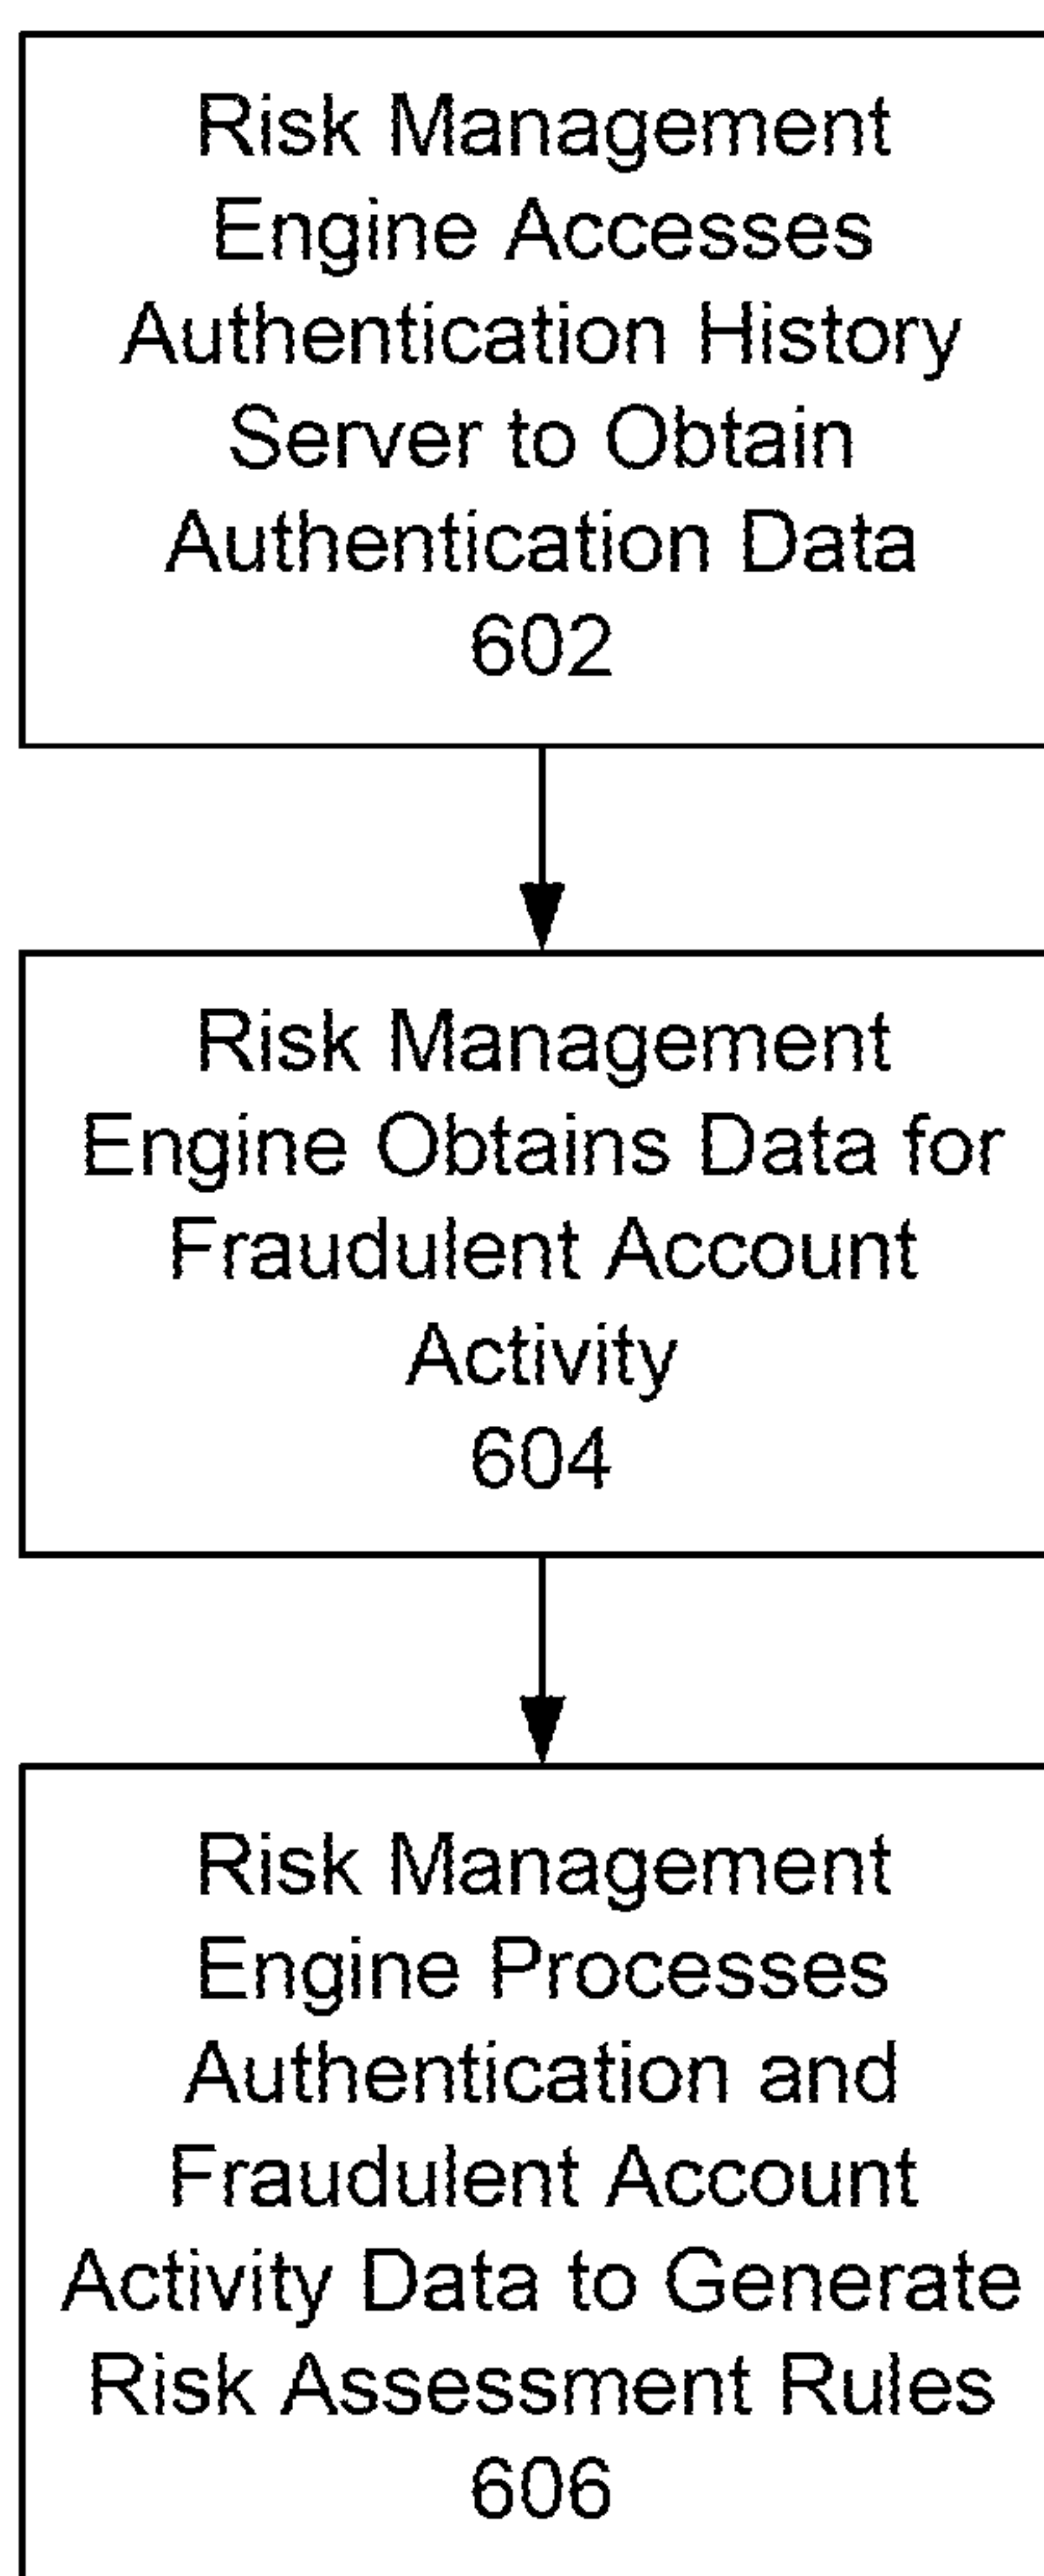 Risk Management
Engine Accesses
Authentication History
Server to Obtain
Authentication Data
602
Risk Management
Engine Obtains Data for
Fraudulent Account
Activity
604
Risk Management
Engine Processes
Authentication and
Fraudulent Account
Activity Data to Generate
Risk Assessment Rules
606